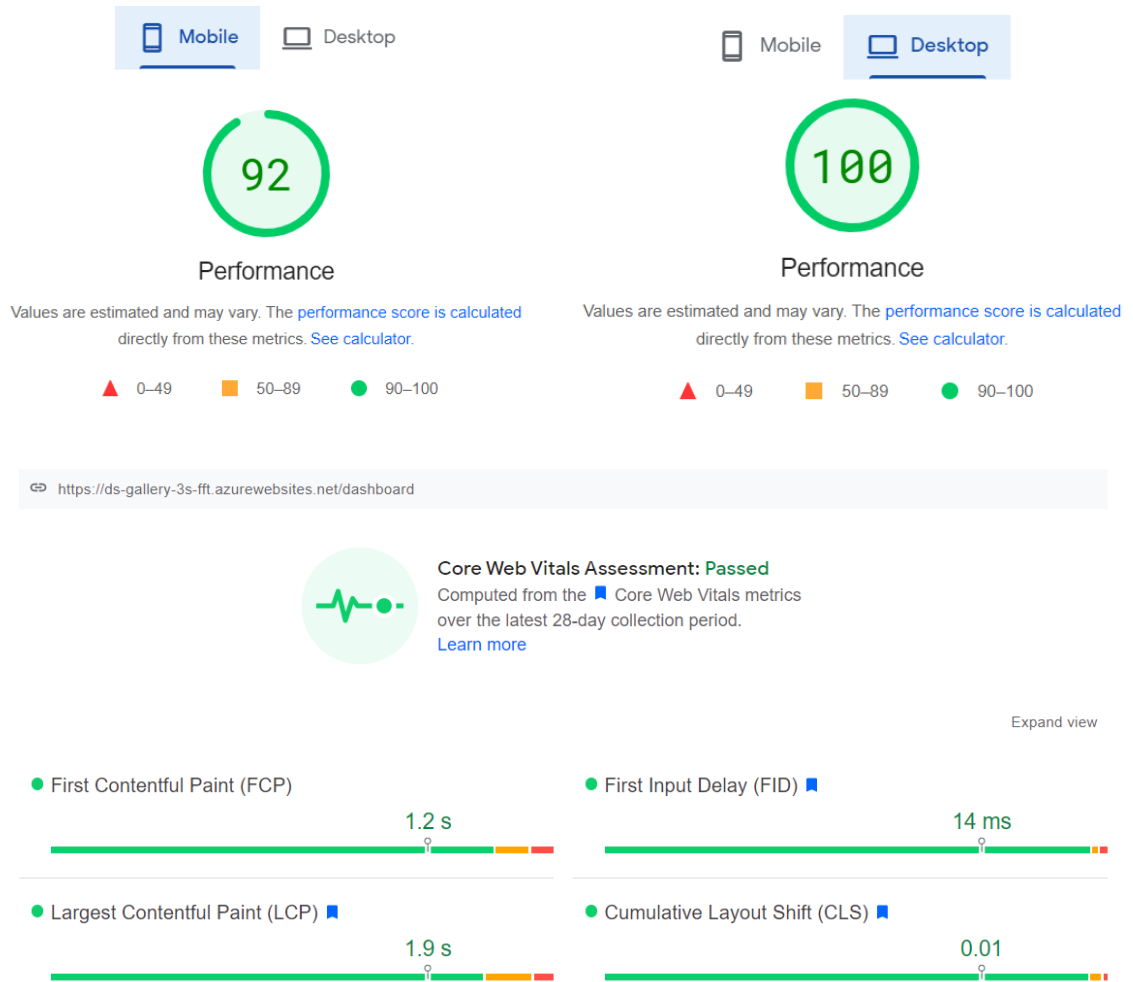 Mobile
Desktop
Mobile
Desktop
92
100
Performance
Performance
Values are estimated and may vary. The performance score is calculated
directly from these metrics. See calculator.
Values are estimated and may vary. The performance score is calculated
directly from these metrics. See calculator.
0–49
50–89
90–100
0–49
50–89
90–100
https://ds-gallery-3s-fft.azurewebsites.net/dashboard
Core Web Vitals Assessment: Passed
Computed from the Core Web Vitals metrics
over the latest 28-day collection period.
Learn more
Expand view
First Contentful Paint (FCP)
1.2 s
First Input Delay (FID)
14 ms
Largest Contentful Paint (LCP)
1.9 s
Cumulative Layout Shift (CLS)
0.01